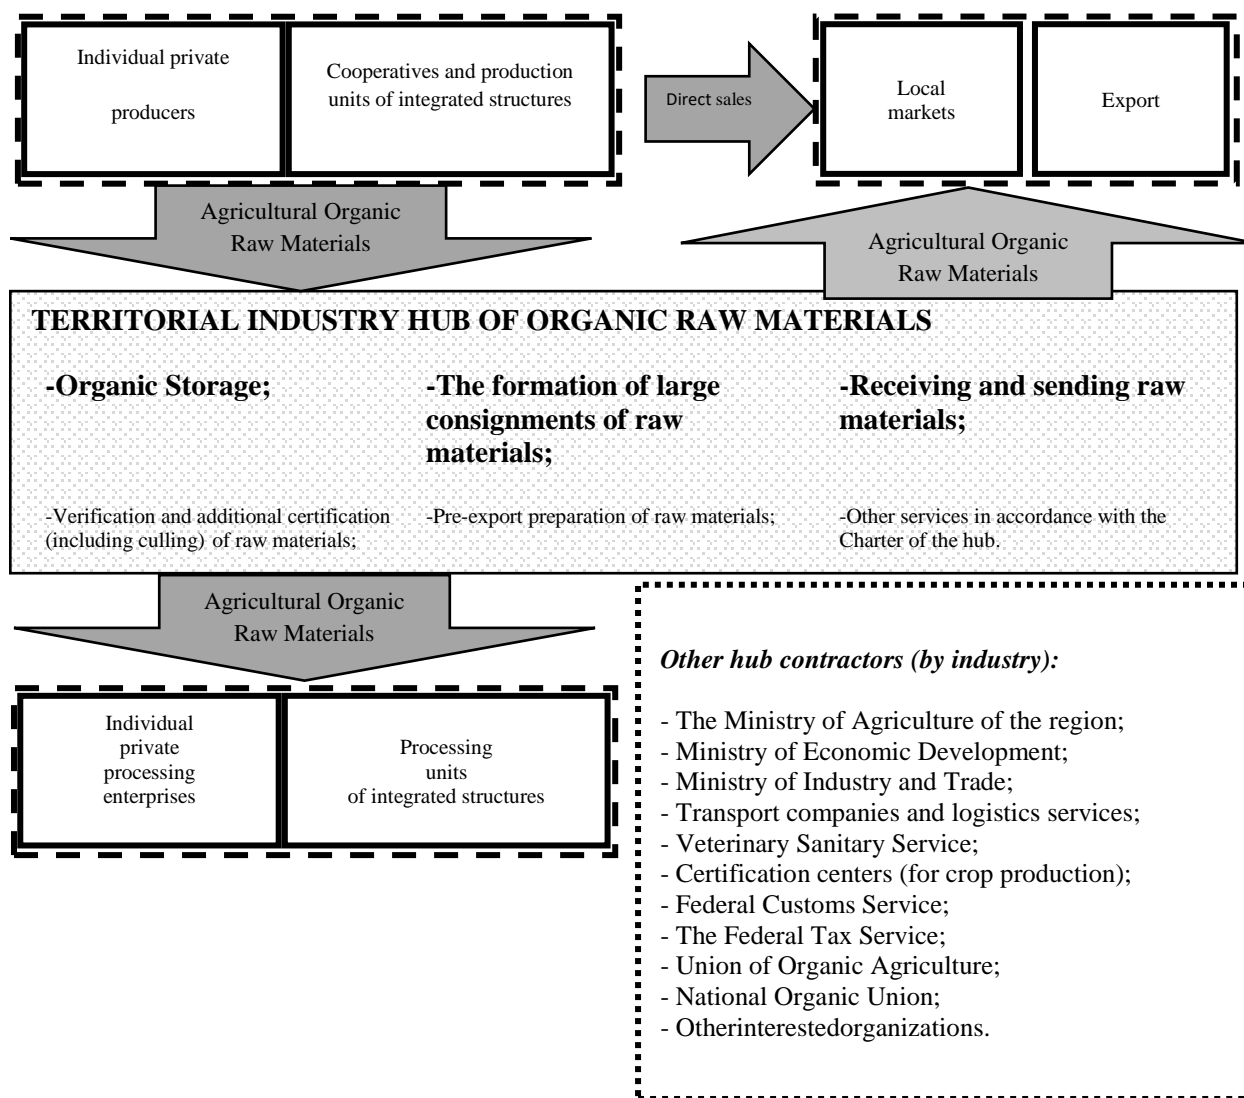 Individual private
producers
Cooperatives and production
units of integrated structures
Direct sales
Local
markets
Export
Agricultural Organic
Raw Materials
Agricultural Organic
Raw Materials
TERRITORIAL INDUSTRY HUB OF ORGANIC RAW MATERIALS
-Organic Storage;
-The formation of large
consignments of raw
materials;
-Receiving and sending raw
materials;
-Verification and additional certification
(including culling) of raw materials;
-Pre-export preparation of raw materials;
-Other services in accordance with the
Charter of the hub.
Agricultural Organic
Raw Materials
Individual
private
processing
enterprises
Processing
units
of integrated structures
Other hub contractors (by industry):
- The Ministry of Agriculture of the region;
- Ministry of Economic Development;
- Ministry of Industry and Trade;
- Transport companies and logistics services;
- Veterinary Sanitary Service;
- Certification centers (for crop production);
- Federal Customs Service;
- The Federal Tax Service;
- Union of Organic Agriculture;
- National Organic Union;
- Otherinterestedorganizations.